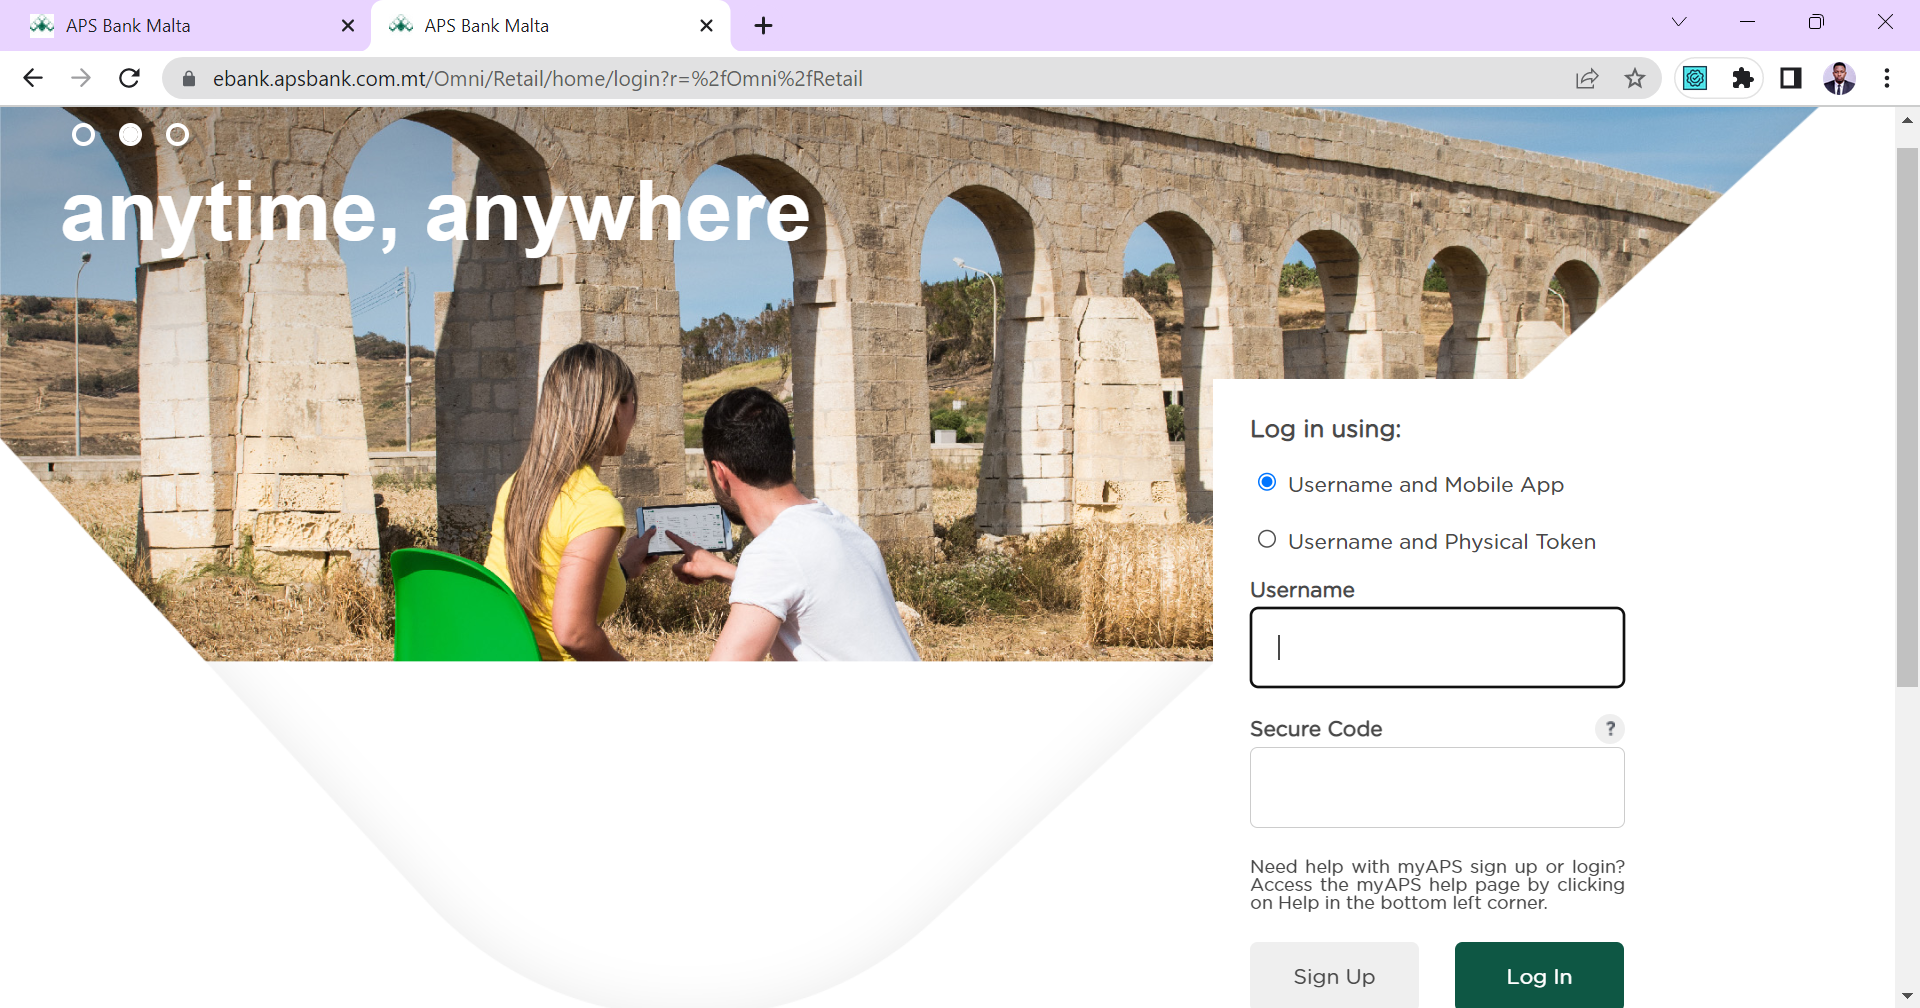 APS Bank Malta
APS Bank Malta
ebank.apsbank.com.mt/Omni/Retail/home/login?r=%2fOmni%2fRetail
anytime, anywhere
Log in using:
Username and Mobile App
Username and Physical Token
Username
Secure Code
?
Need help with myAPS sign up or login?
Access the myAPS help page by clicking
on Help in the bottom left corner.
Sign Up
Log In